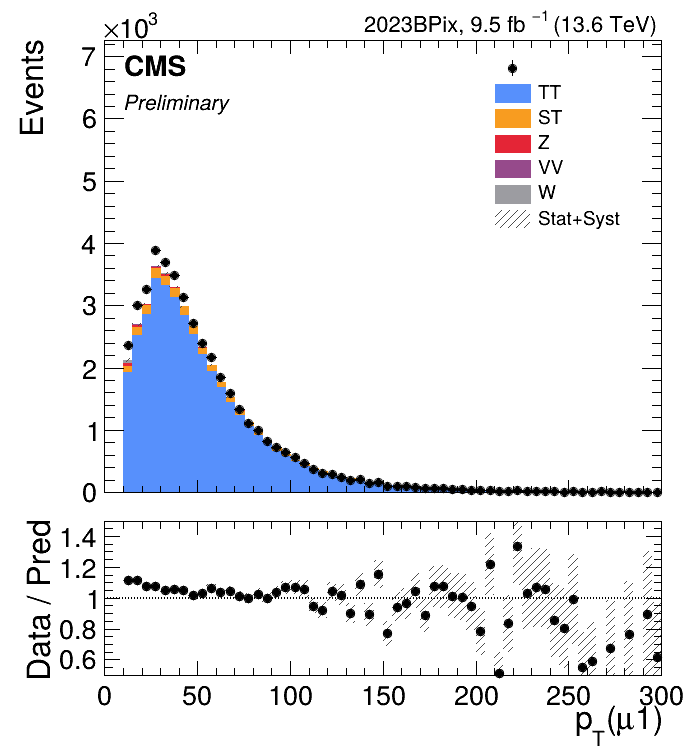 ×10³
2023BPix, 9.5 fb ⁻¹ (13.6 TeV)
Events
CMS
Preliminary
TT
ST
Z
VV
W
Stat+Syst
7
6
5
4
3
2
1
0
Data / Pred
1.4
1.2
1
0.8
0.6
0 50 100 150 200 250 300
p_T(μ1)